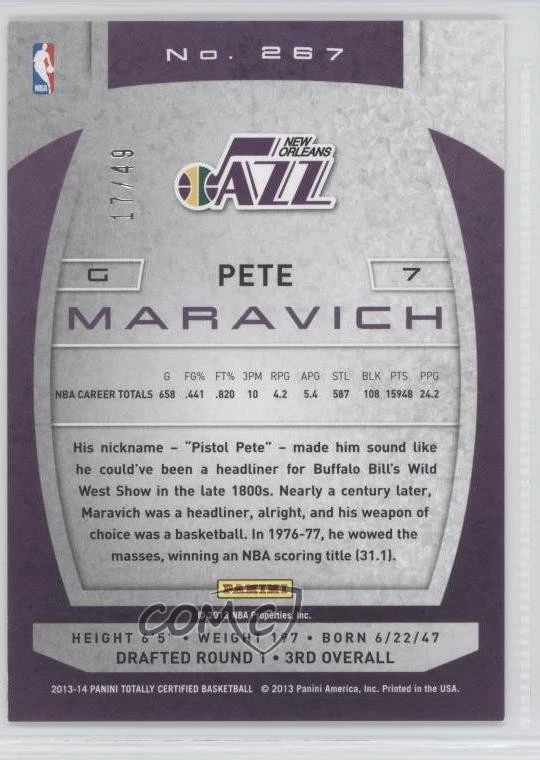 No. 267
NBA
17/49
NEW ORLEANS
JAZZ
G
PETE
7
MARAVICH
G FG% FT% 3PM RPG APG STL BLK PTS PPG
NBA CAREER TOTALS 658 .441 .820 10 4.2 5.4 587 108 15948 24.2
His nickname – "Pistol Pete" – made him sound like
he could've been a headliner for Buffalo Bill's Wild
West Show in the late 1800s. Nearly a century later,
Maravich was a headliner, alright, and his weapon of
choice was a basketball. In 1976-77, he wowed the
masses, winning an NBA scoring title (31.1).
PANINI
© 2013 NBA Properties, Inc.
COMC
HEIGHT 6'5" • WEIGHT 197 • BORN 6/22/47
DRAFTED ROUND 1 • 3RD OVERALL
2013-14 PANINI TOTALLY CERTIFIED BASKETBALL © 2013 Panini America, Inc. Printed in the USA.